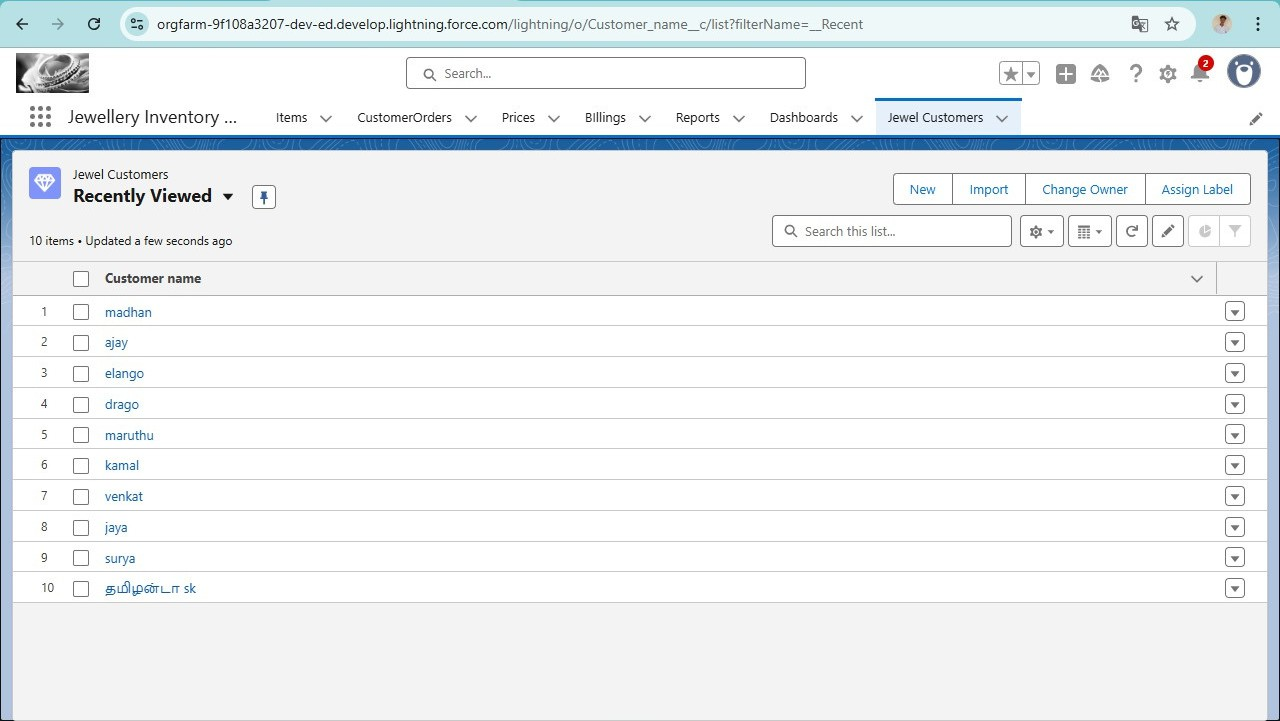 orgfarm-9f108a3207-dev-ed.develop.lightning.force.com/lightning/o/Customer_name__c/list?filterName=__Recent
Search...
2
Jewellery Inventory ...
Items
CustomerOrders
Prices
BIllings
Reports
Dashboards
Jewel Customers
Jewel Customers
Recently Viewed
New
Import
Change Owner
Assign Label
10 items • Updated a few seconds ago
Search this list...
Customer name
1 madhan
2 ajay
3 elango
4 drago
5 maruthu
6 kamal
7 venkat
8 jaya
9 surya
10 தமிழன்டா sk